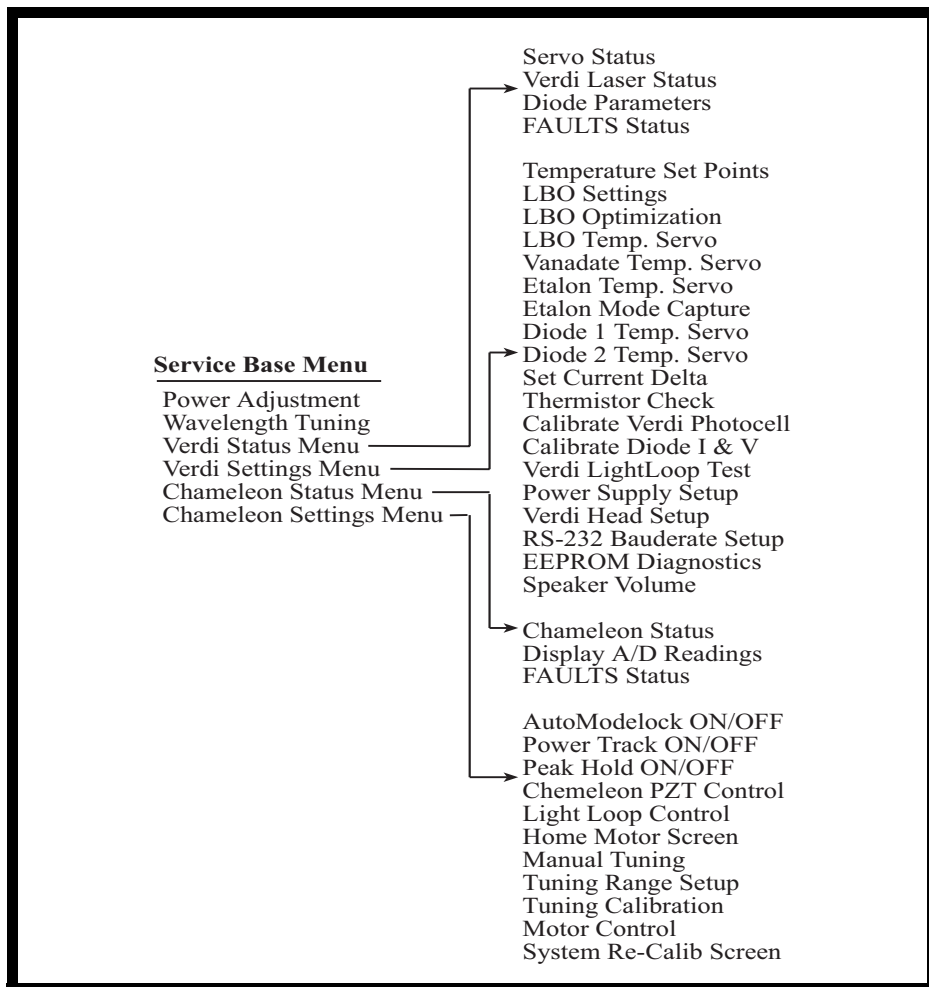 Service Base Menu
Power Adjustment
Wavelength Tuning
Verdi Status Menu
Verdi Settings Menu
Chameleon Status Menu
Chameleon Settings Menu
Servo Status
Verdi Laser Status
Diode Parameters
FAULTS Status
Temperature Set Points
LBO Settings
LBO Optimization
LBO Temp. Servo
Vanadate Temp. Servo
Etalon Temp. Servo
Etalon Mode Capture
Diode 1 Temp. Servo
Diode 2 Temp. Servo
Set Current Delta
Thermistor Check
Calibrate Verdi Photocell
Calibrate Diode I & V
Verdi LightLoop Test
Power Supply Setup
Verdi Head Setup
RS-232 Bauderate Setup
EEPROM Diagnostics
Speaker Volume
Chameleon Status
Display A/D Readings
FAULTS Status
AutoModelock ON/OFF
Power Track ON/OFF
Peak Hold ON/OFF
Chemeleon PZT Control
Light Loop Control
Home Motor Screen
Manual Tuning
Tuning Range Setup
Tuning Calibration
Motor Control
System Re-Calib Screen